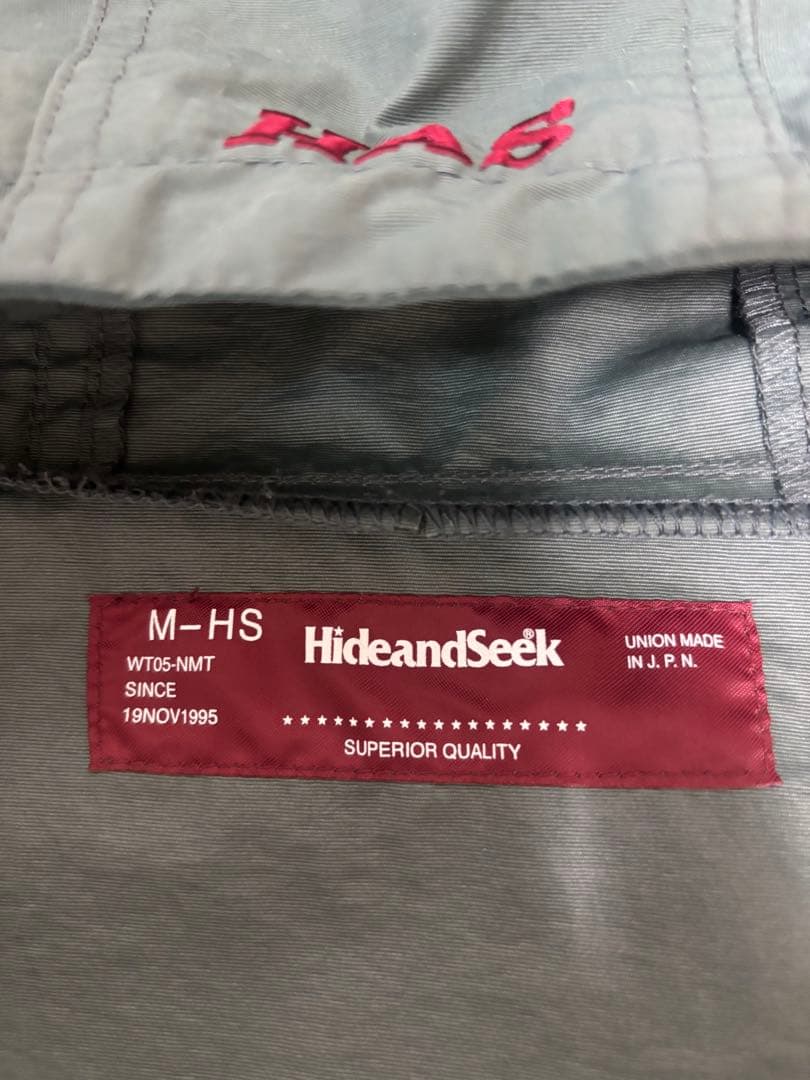 HAS
M-HS
WT05-NMT
SINCE
19NOV1995
HideandSeek®
★★★★★★★★★★★★★★★★★★★
SUPERIOR QUALITY
UNION MADE
IN J. P. N.